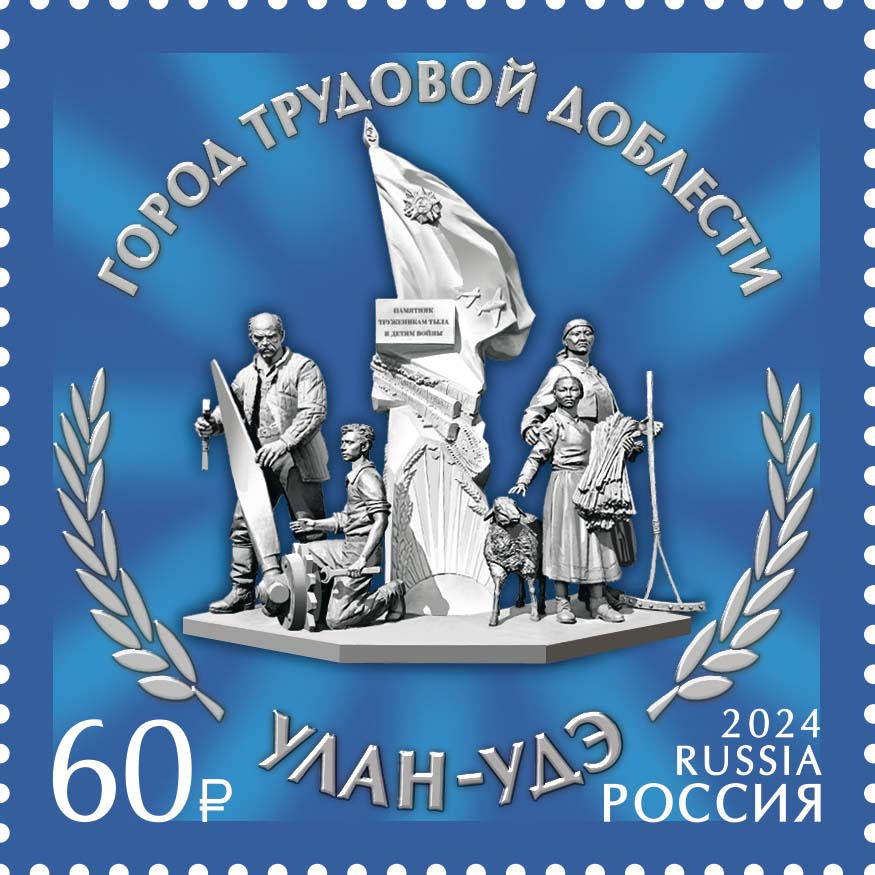 ГОРОД ТРУДОВОЙ ДОБЛЕСТИ
ПАМЯТНИК
ТРУЖЕНИКАМ ТЫЛА
И ДЕТЯМ ВОЙНЫ
УЛАН-УДЭ
60₽
2024
RUSSIA
РОССИЯ